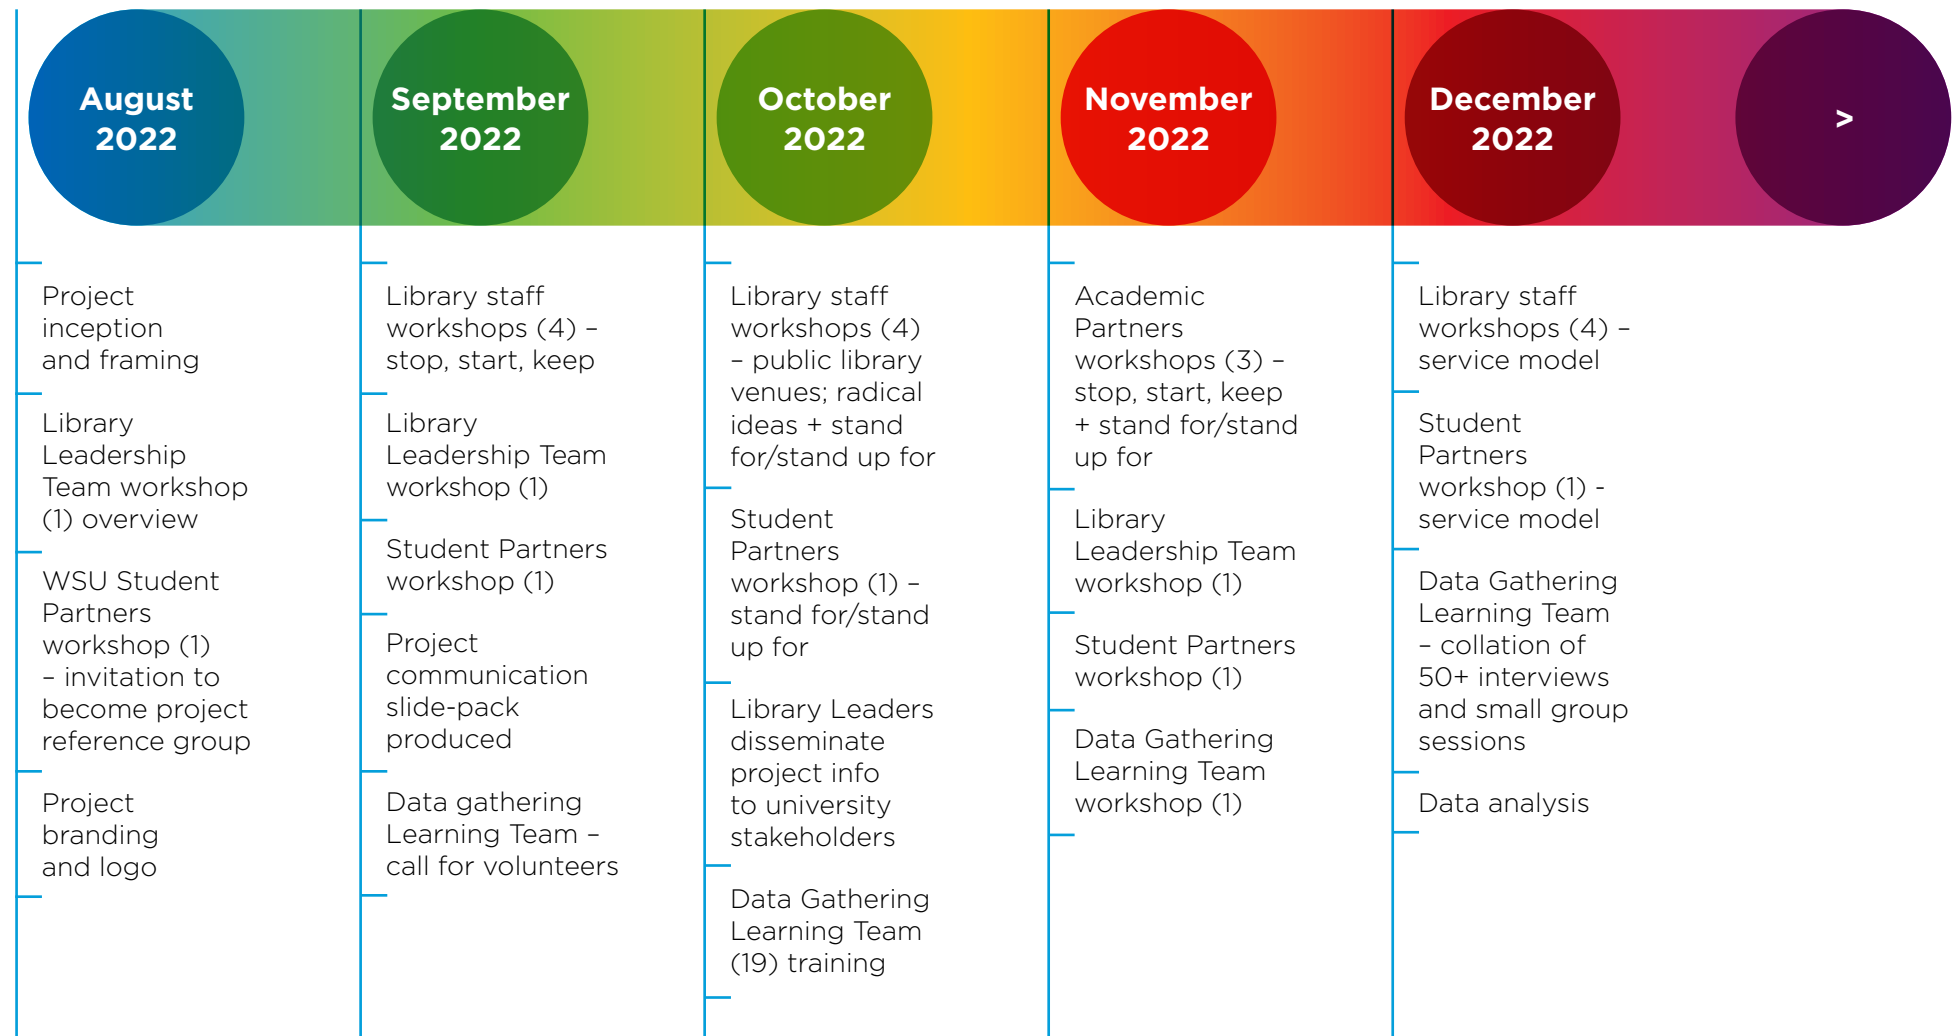 August
2022
September
2022
October
2022
November
2022
December
2022
>
Project
inception
and framing
Library
Leadership
Team workshop
(1) overview
WSU Student
Partners
workshop (1)
– invitation to
become project
reference group
Project
branding
and logo
Library staff
workshops (4) –
stop, start, keep
Library
Leadership Team
workshop (1)
Student Partners
workshop (1)
Project
communication
slide-pack
produced
Data gathering
Learning Team –
call for volunteers
Library staff
workshops (4)
– public library
venues; radical
ideas + stand
for/stand up for
Student
Partners
workshop (1) –
stand for/stand
up for
Library Leaders
disseminate
project info
to university
stakeholders
Data Gathering
Learning Team
(19) training
Academic
Partners
workshops (3) –
stop, start, keep
+ stand for/stand
up for
Library
Leadership Team
workshop (1)
Student Partners
workshop (1)
Data Gathering
Learning Team
workshop (1)
Library staff
workshops (4) –
service model
Student
Partners
workshop (1) -
service model
Data Gathering
Learning Team
– collation of
50+ interviews
and small group
sessions
Data analysis